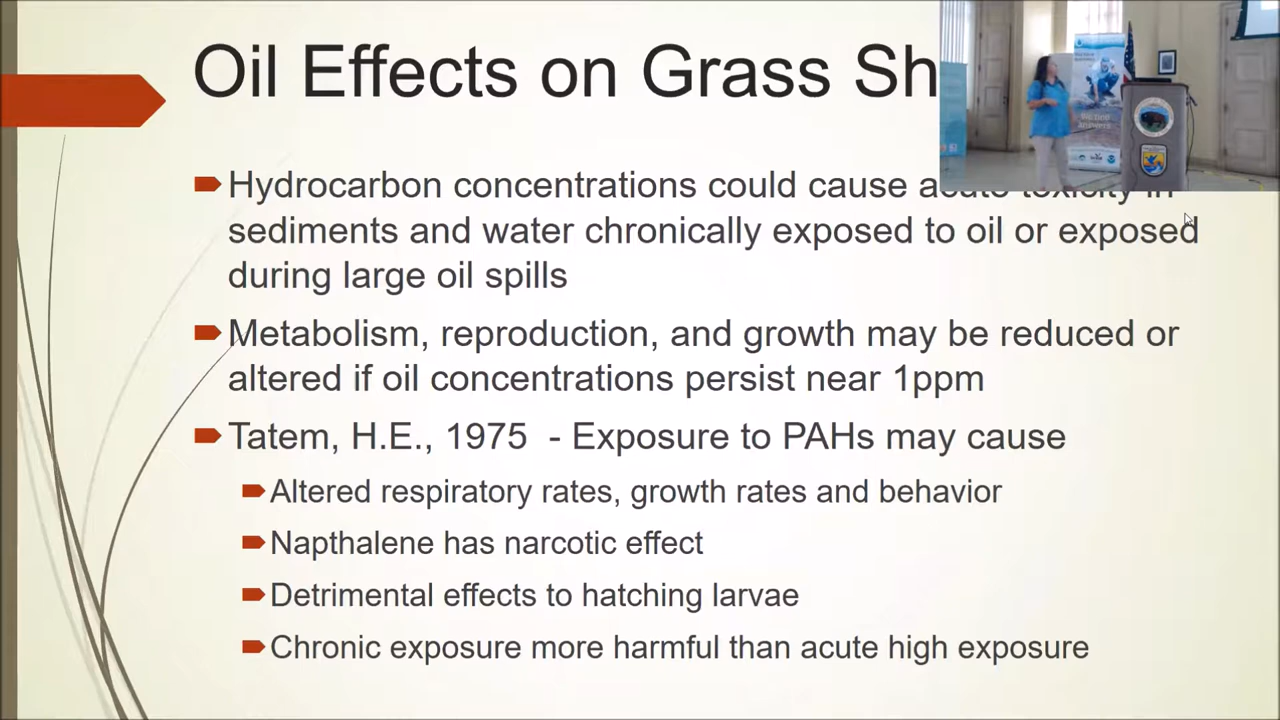 Oil Effects on Grass Sh
Hydrocarbon concentrations could cause acute toxicity in
sediments and water chronically exposed to oil or exposed
during large oil spills
Metabolism, reproduction, and growth may be reduced or
altered if oil concentrations persist near 1ppm
Tatem, H.E., 1975 - Exposure to PAHs may cause
Altered respiratory rates, growth rates and behavior
Napthalene has narcotic effect
Detrimental effects to hatching larvae
Chronic exposure more harmful than acute high exposure